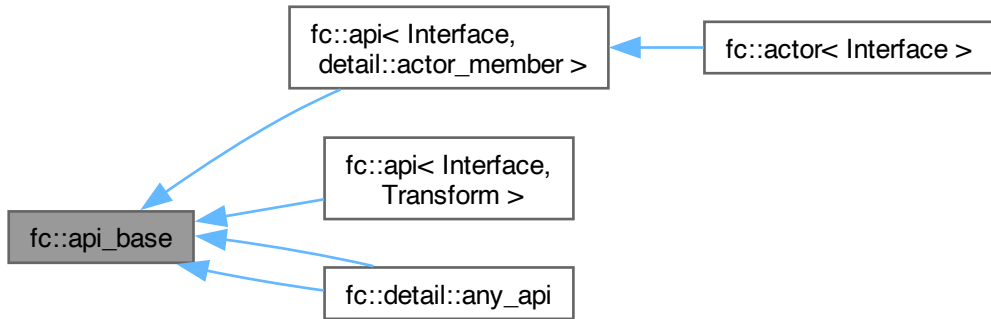 fc::api< Interface,
detail::actor_member >
fc::actor< Interface >
fc::api< Interface,
Transform >
fc::api_base
fc::detail::any_api